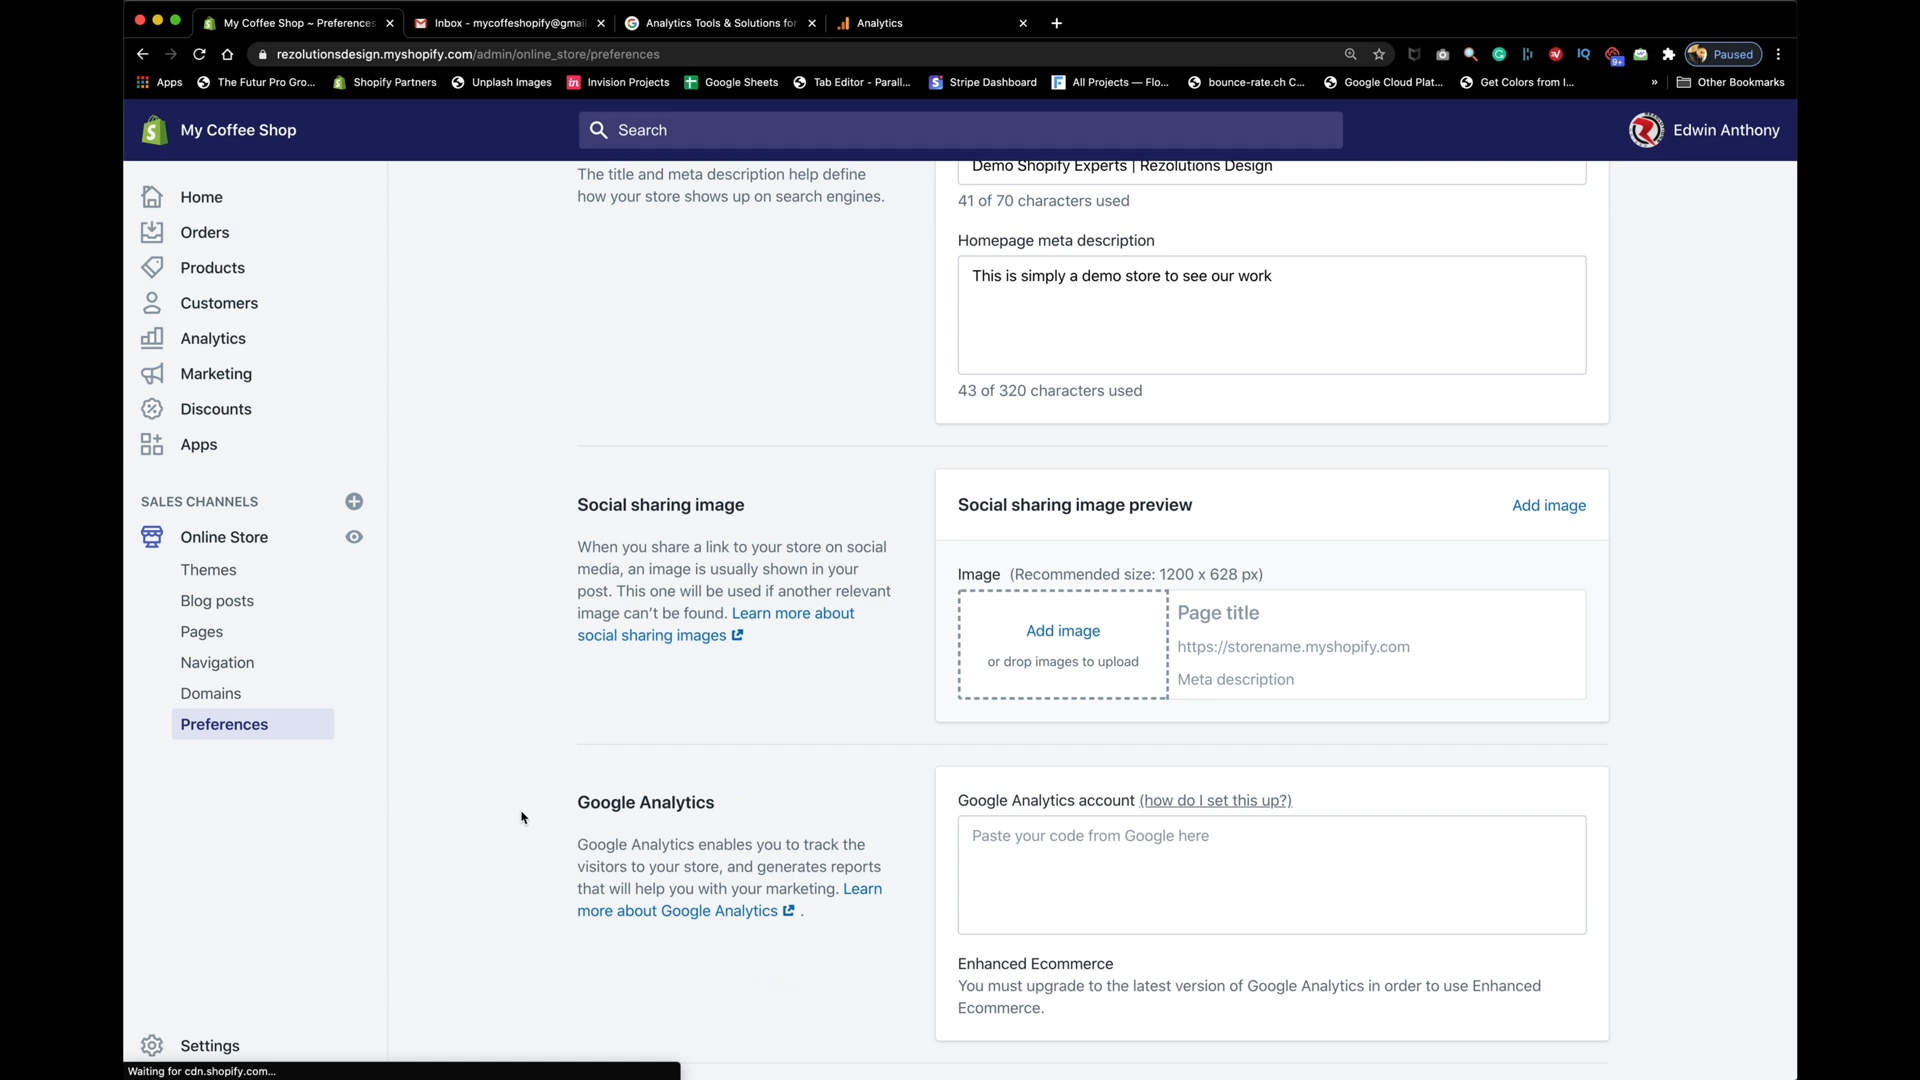 My Coffee Shop ~ Preferences
Inbox - mycoffeshopify@gmai
Analytics Tools & Solutions for
Analytics
rezolutionsdesign.myshopify.com/admin/online_store/preferences
9+
Paused
Apps
The Futur Pro Gro...
Shopify Partners
Unplash Images
in
Invision Projects
Google Sheets
Tab Editor - Parall...
S
Stripe Dashboard
F
All Projects — Flo...
bounce-rate.ch C...
Google Cloud Plat...
Get Colors from I...
»
Other Bookmarks
My Coffee Shop
Search
Edwin Anthony
Home
Orders
Products
Customers
Analytics
Marketing
Discounts
Apps
SALES CHANNELS
Online Store
Themes
Blog posts
Pages
Navigation
Domains
Preferences
Settings
Waiting for cdn.shopify.com...
The title and meta description help define
how your store shows up on search engines.
Demo Shopify Experts | Rezolutions Design
41 of 70 characters used
Homepage meta description
This is simply a demo store to see our work
43 of 320 characters used
Social sharing image
When you share a link to your store on social
media, an image is usually shown in your
post. This one will be used if another relevant
image can't be found. Learn more about
social sharing images
Social sharing image preview
Add image
Image (Recommended size: 1200 x 628 px)
Add image
or drop images to upload
Page title
https://storename.myshopify.com
Meta description
Google Analytics
Google Analytics enables you to track the
visitors to your store, and generates reports
that will help you with your marketing. Learn
more about Google Analytics .
Google Analytics account (how do I set this up?)
Paste your code from Google here
Enhanced Ecommerce
You must upgrade to the latest version of Google Analytics in order to use Enhanced
Ecommerce.